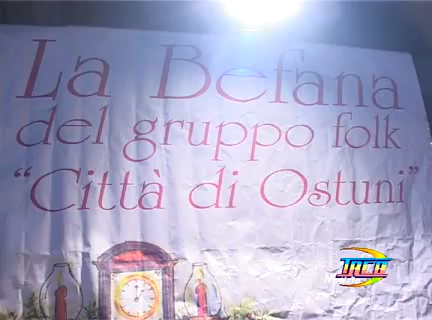 La Befana
del gruppo folk
“Città di Ostuni”